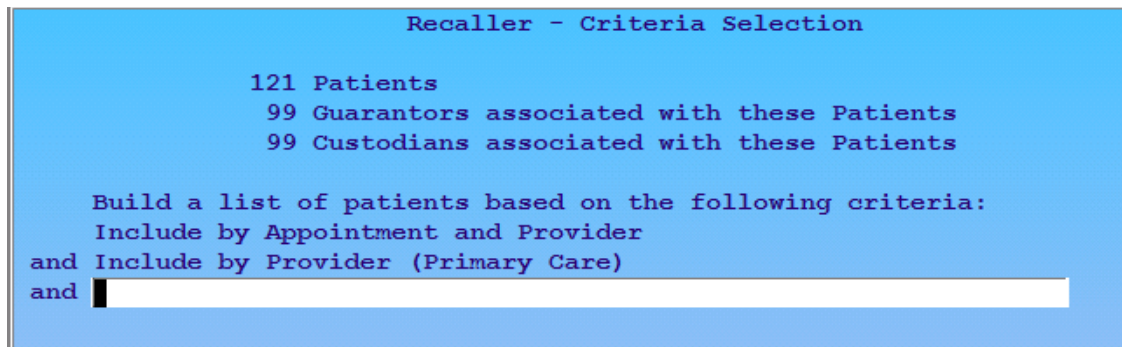 Recaller - Criteria Selection
121 Patients
99 Guarantors associated with these Patients
99 Custodians associated with these Patients
Build a list of patients based on the following criteria:
Include by Appointment and Provider
and Include by Provider (Primary Care)
and